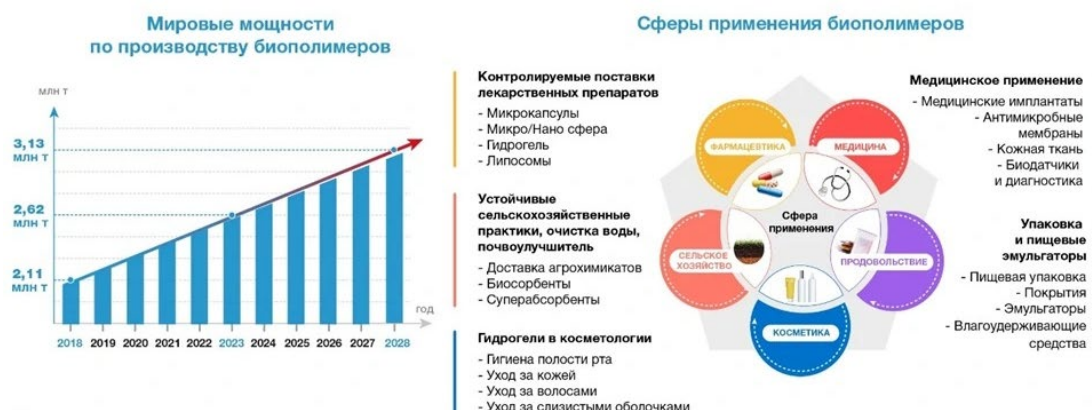 Мировые мощности
по производству биополимеров
млн т
3,13
млн т
2,62
млн т
2,11
млн т
год
2018 2019 2020 2021 2022 2023 2024 2025 2026 2027 2028
Сферы применения биополимеров
Контролируемые поставки
лекарственных препаратов
- Микрокапсулы
- Микро/Нано сфера
- Гидрогель
- Липосомы
Устойчивые
сельскохозяйственные
практики, очистка воды,
почвоулучшитель
- Доставка агрохимикатов
- Биосорбенты
- Суперабсорбенты
Гидрогели в косметологии
- Гигиена полости рта
- Уход за кожей
- Уход за волосами
- Уход за слизистыми оболочками
ФАРМАЦЕВТИКА
МЕДИЦИНА
Сфера
применения
СЕЛЬСКОЕ
ХОЗЯЙСТВО
ПРОДОВОЛЬСТВИЕ
КОСМЕТИКА
Медицинское применение
- Медицинские имплантаты
- Антимикробные
мембраны
- Кожная ткань
- Биодатчики
и диагностика
Упаковка
и пищевые
эмульгаторы
- Пищевая упаковка
- Покрытия
- Эмульгаторы
- Влагоудерживающие
средства